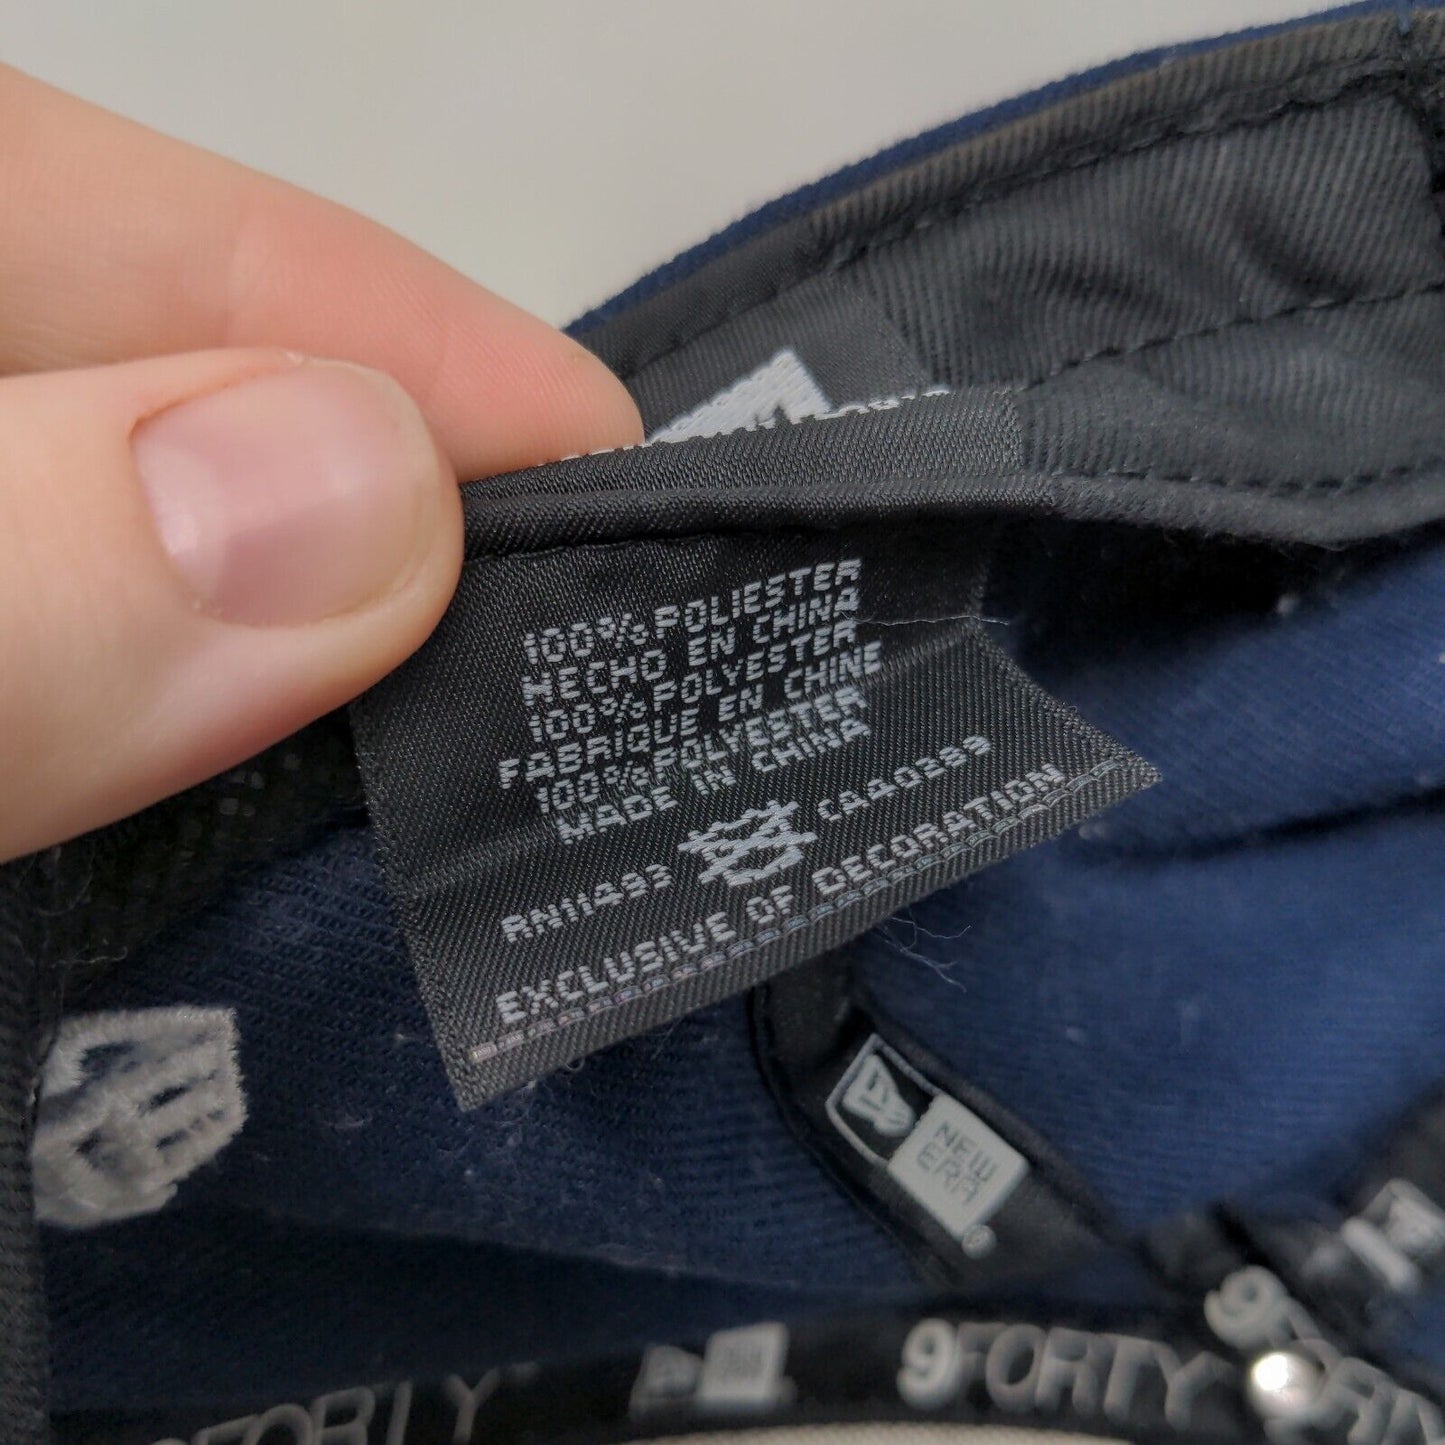 100% POLIESTER
HECHO EN CHINA
100% POLYESTER
FABRIQUE EN CHINE
100% POLYESTER
MADE IN CHINA
RN11493 CA40393
EXCLUSIVE OF DECORATION
NEW
ERA
9FORTY
9FORTY